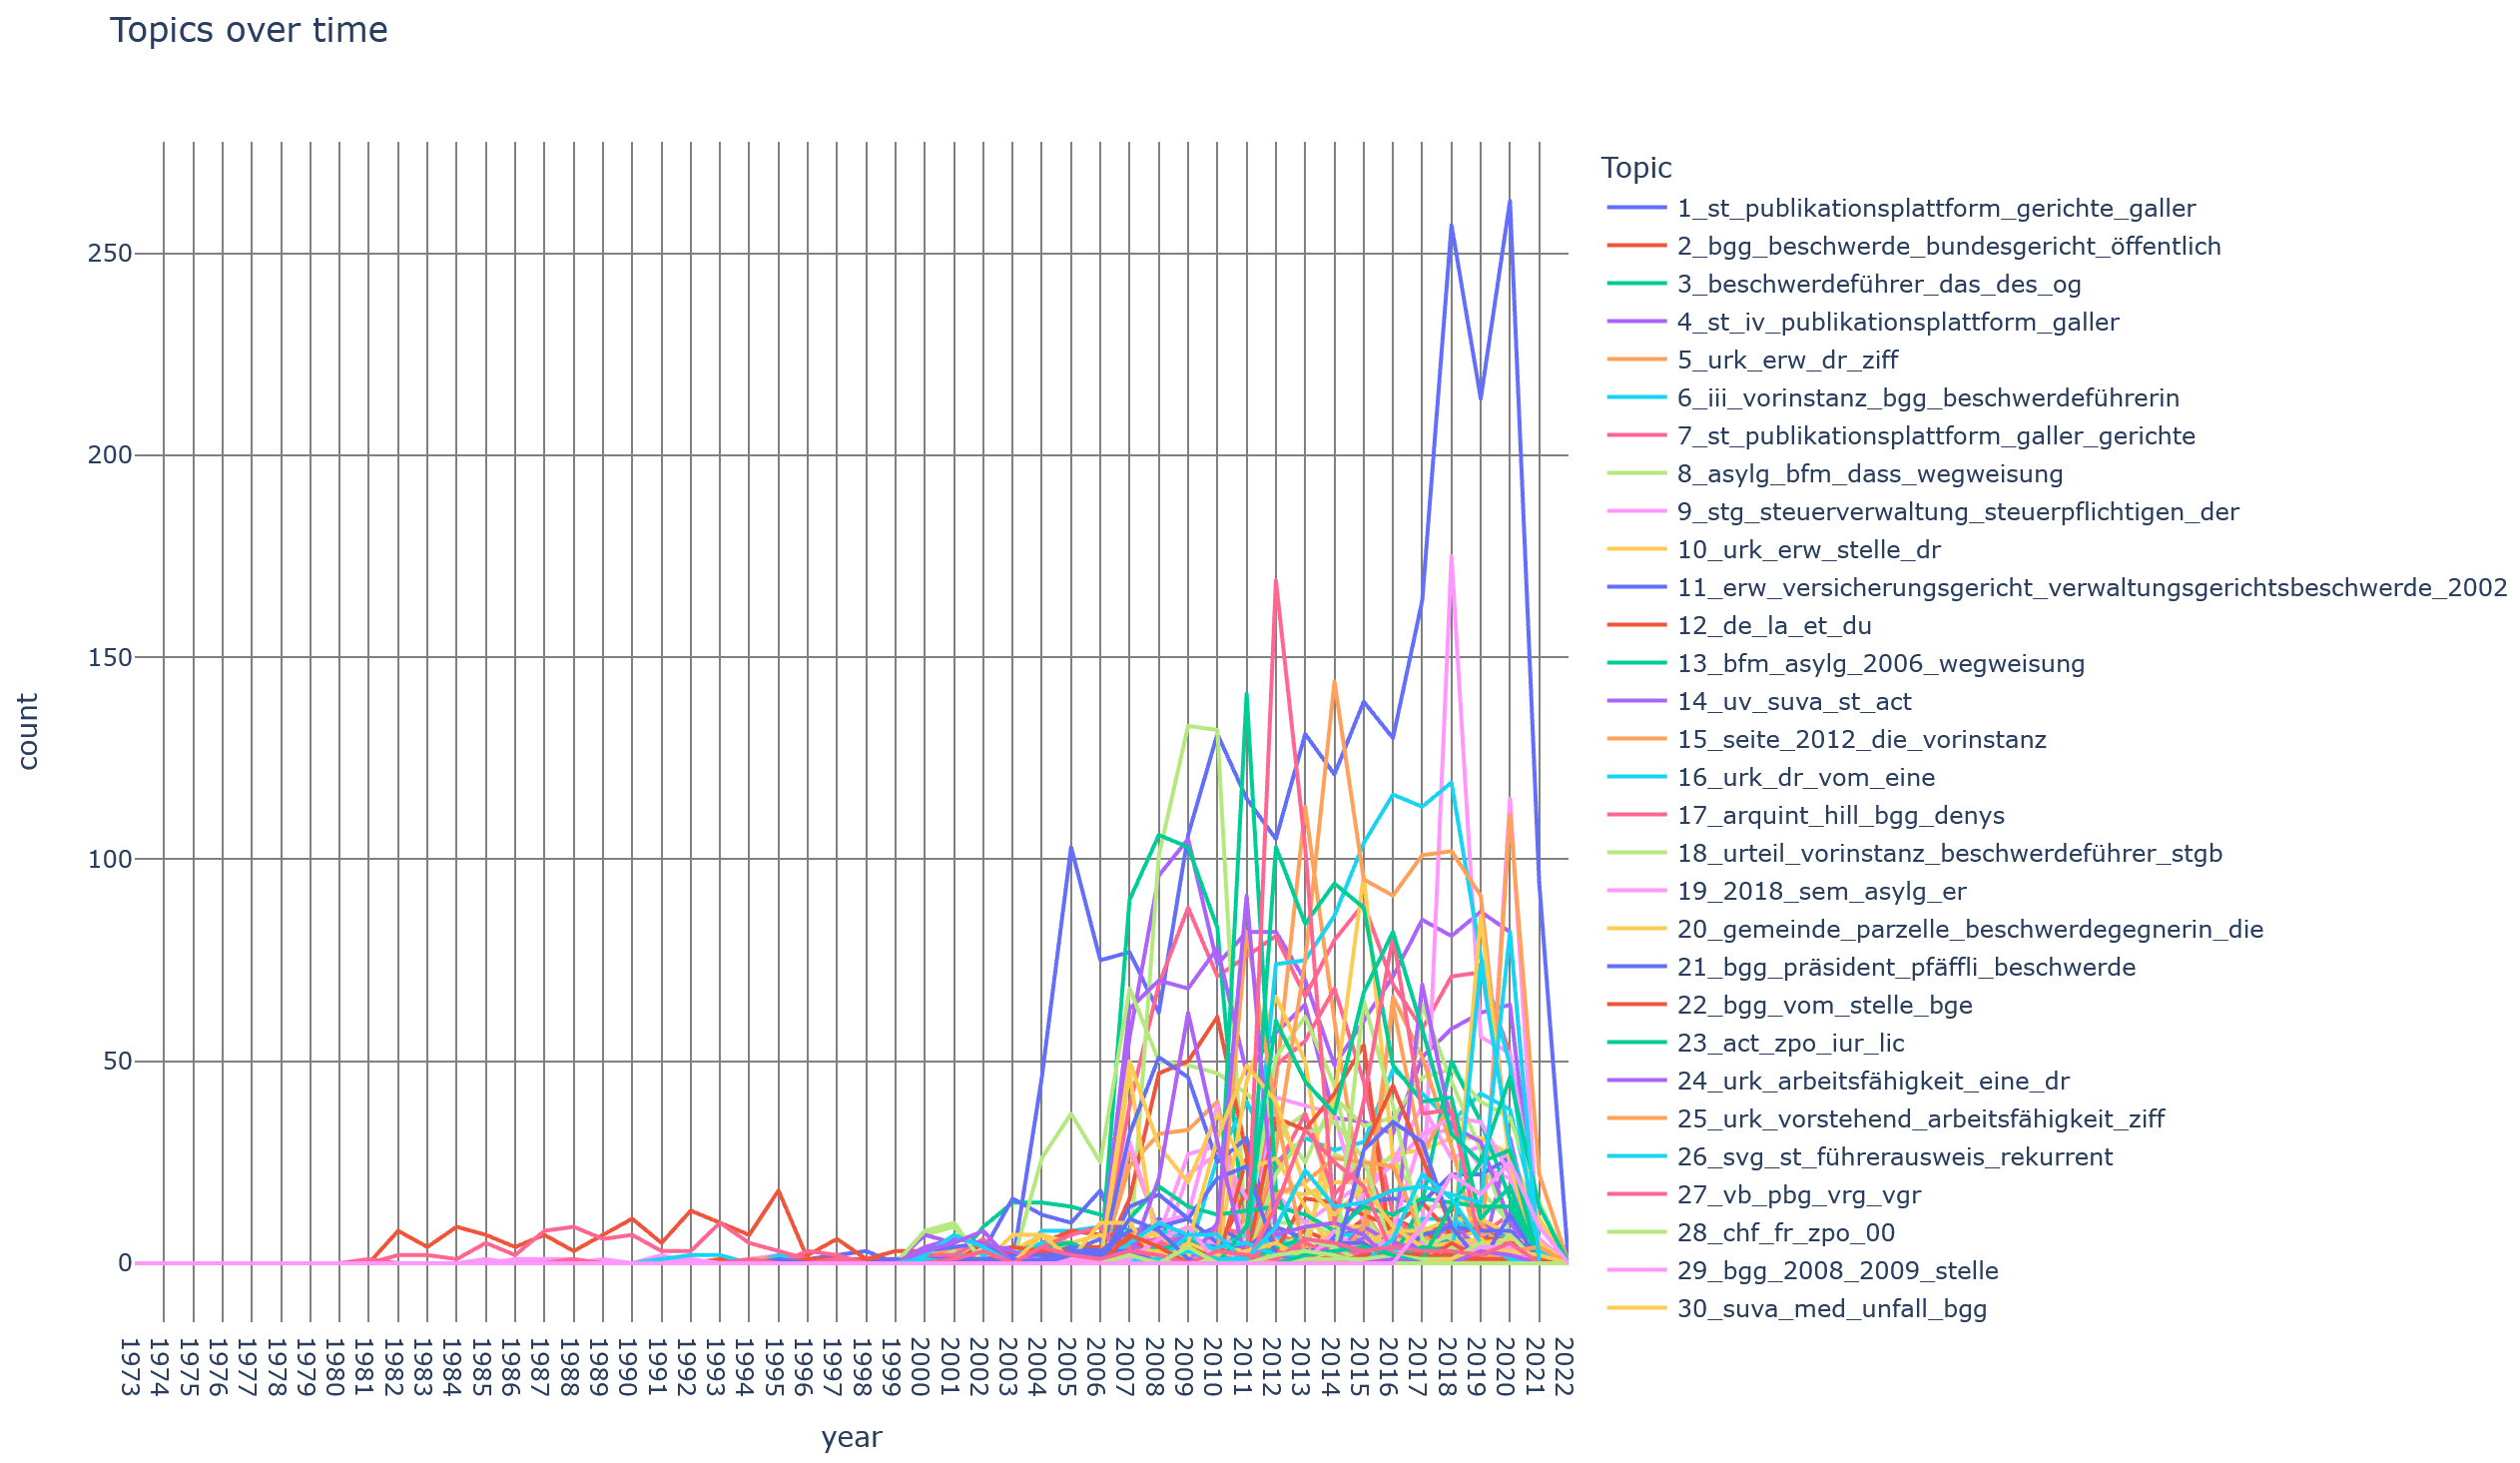 Topics over time
250
200
150
100
50
0
count
1973
1974
1975
1976
1977
1978
1979
1980
1981
1982
1983
1984
1985
1986
1987
1988
1989
1990
1991
1992
1993
1994
1995
1996
1997
1998
1999
2000
2001
2002
2003
2004
2005
2006
2007
2008
2009
2010
2011
2012
2013
2014
2015
2016
2017
2018
2019
2020
2021
2022
year
Topic
1_st_publikationsplattform_gerichte_galler
2_bgg_beschwerde_bundesgericht_öffentlich
3_beschwerdeführer_das_des_og
4_st_iv_publikationsplattform_galler
5_urk_erw_dr_ziff
6_iii_vorinstanz_bgg_beschwerdeführerin
7_st_publikationsplattform_galler_gerichte
8_asylg_bfm_dass_wegweisung
9_stg_steuerverwaltung_steuerpflichtigen_der
10_urk_erw_stelle_dr
11_erw_versicherungsgericht_verwaltungsgerichtsbeschwerde_2002
12_de_la_et_du
13_bfm_asylg_2006_wegweisung
14_uv_suva_st_act
15_seite_2012_die_vorinstanz
16_urk_dr_vom_eine
17_arquint_hill_bgg_denys
18_urteil_vorinstanz_beschwerdeführer_stgb
19_2018_sem_asylg_er
20_gemeinde_parzelle_beschwerdegegnerin_die
21_bgg_präsident_pfäffli_beschwerde
22_bgg_vom_stelle_bge
23_act_zpo_iur_lic
24_urk_arbeitsfähigkeit_eine_dr
25_urk_vorstehend_arbeitsfähigkeit_ziff
26_svg_st_führerausweis_rekurrent
27_vb_pbg_vrg_vgr
28_chf_fr_zpo_00
29_bgg_2008_2009_stelle
30_suva_med_unfall_bgg